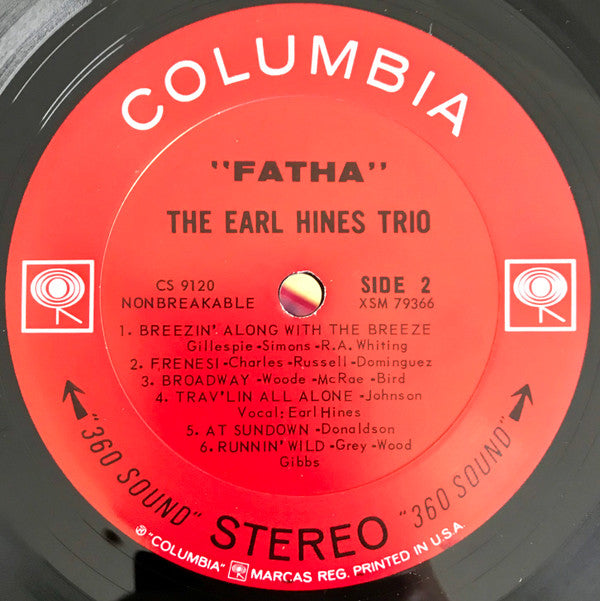 COLUMBIA
"FATHA"
THE EARL HINES TRIO
CS 9120
NONBREAKABLE
SIDE 2
XSM 79366
1. BREEZIN' ALONG WITH THE BREEZE
Gillespie-Simons-R.A. Whiting
2. FRENESI-Charles-Russell-Dominguez
3. BROADWAY-Woode-McRae-Bird
4. TRAV'LIN ALL ALONE-Johnson
Vocal: Earl Hines
5. AT SUNDOWN-Donaldson
6. RUNNIN' WILD-Grey-Wood
Gibbs
"360 SOUND" STEREO "360 SOUND"
® "COLUMBIA" MARCAS REG. PRINTED IN U.S.A.